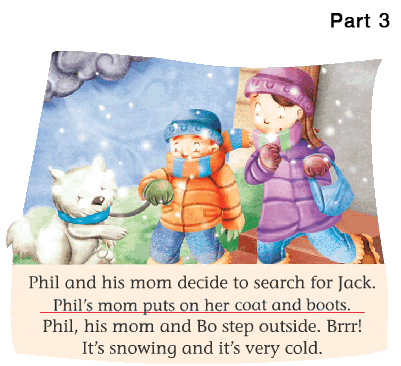 Part 3
Phil and his mom decide to search for Jack.
Phil's mom puts on her coat and boots.
Phil, his mom and Bo step outside. Brrr!
It's snowing and it's very cold.